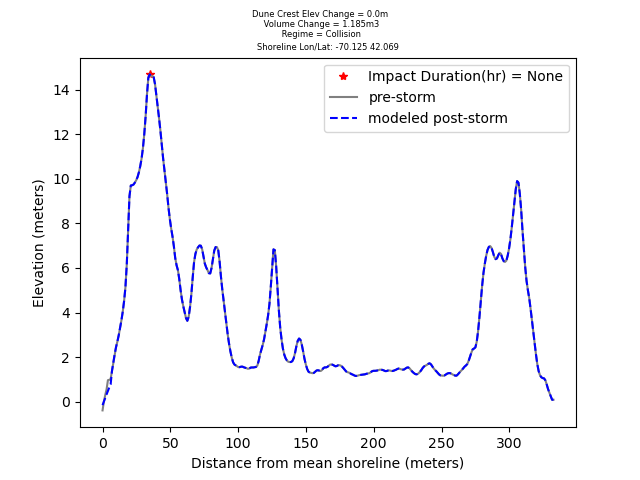 Dune Crest Elev Change = 0.0m
Volume Change = 1.185m3
Regime = Collision
Shoreline Lon/Lat: -70.125 42.069
Impact Duration(hr) = None
pre-storm
modeled post-storm
14
12
10
8
6
4
2
0
Elevation (meters)
0 50 100 150 200 250 300
Distance from mean shoreline (meters)